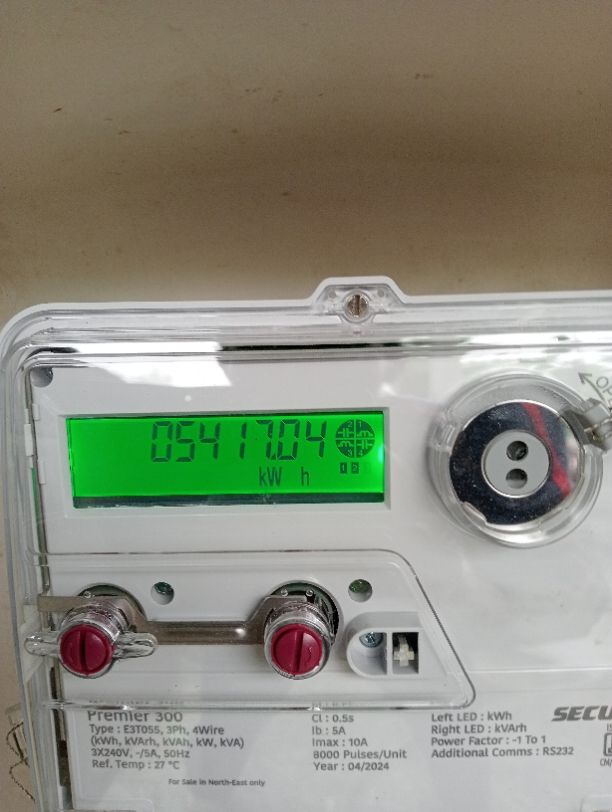 05417.04
kW h
1 2
Premier 300
Type : E3T055, 3Ph, 4Wire
(kWh, kVArh, kVAh, kW, kVA)
3X240V, -/5A, 50Hz
Ref. Temp : 27 °C
For Sale in North-East only
Cl : 0.5s
Ib : 5A
Imax : 10A
8000 Pulses/Unit
Year : 04/2024
Left LED : kWh
Right LED : kVArh
Power Factor : -1 To 1
Additional Comms : RS232